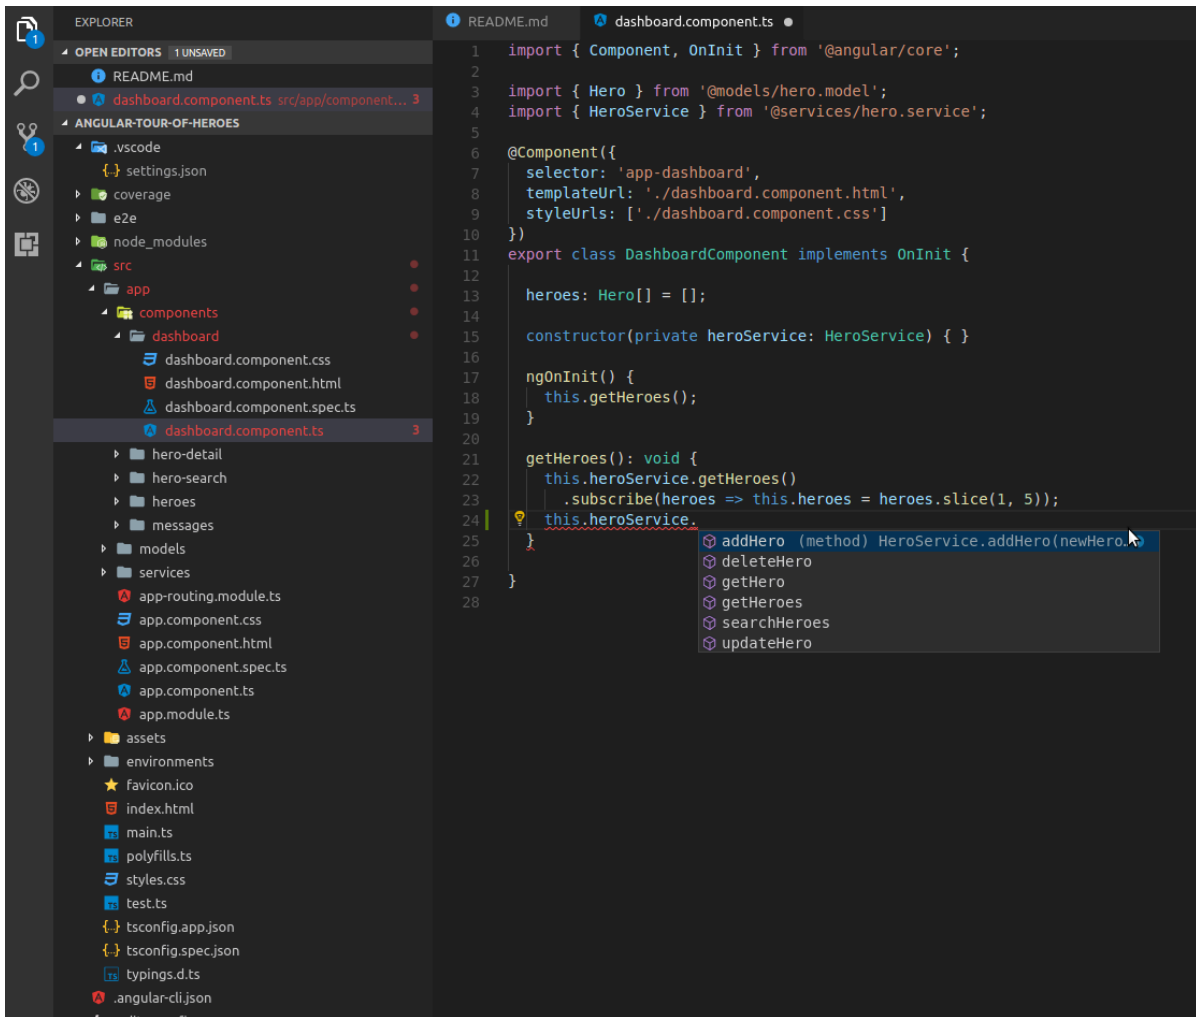 EXPLORER
OPEN EDITORS 1 UNSAVED
README.md
dashboard.component.ts src/app/component... 3
ANGULAR-TOUR-OF-HEROES
.vscode
settings.json
coverage
e2e
node_modules
src
app
components
dashboard
dashboard.component.css
dashboard.component.html
dashboard.component.spec.ts
dashboard.component.ts 3
hero-detail
hero-search
heroes
messages
models
services
app-routing.module.ts
app.component.css
app.component.html
app.component.spec.ts
app.component.ts
app.module.ts
assets
environments
favicon.ico
index.html
main.ts
polyfills.ts
styles.css
test.ts
tsconfig.app.json
tsconfig.spec.json
typings.d.ts
.angular-cli.json
1
1
README.md dashboard.component.ts
1 import { Component, OnInit } from '@angular/core';
2
3 import { Hero } from '@models/hero.model';
4 import { HeroService } from '@services/hero.service';
5
6 @Component({
7 selector: 'app-dashboard',
8 templateUrl: './dashboard.component.html',
9 styleUrls: ['./dashboard.component.css']
10 })
11 export class DashboardComponent implements OnInit {
12
13 heroes: Hero[] = [];
14
15 constructor(private heroService: HeroService) { }
16
17 ngOnInit() {
18 this.getHeroes();
19 }
20
21 getHeroes(): void {
22 this.heroService.getHeroes()
23 .subscribe(heroes => this.heroes = heroes.slice(1, 5));
24 this.heroService.
25 }
26
27 }
28
addHero (method) HeroService.addHero(newHero…
deleteHero
getHero
getHeroes
searchHeroes
updateHero